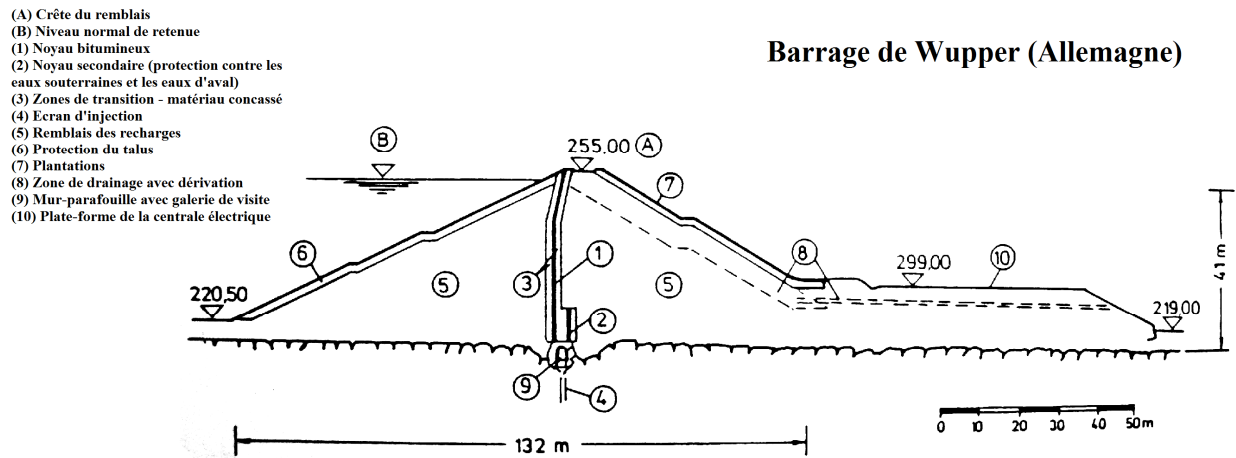 (A) Crête du remblais
(B) Niveau normal de retenue
(1) Noyau bitumineux
(2) Noyau secondaire (protection contre les
eaux souterraines et les eaux d'aval)
(3) Zones de transition - matériau concassé
(4) Ecran d'injection
(5) Remblais des recharges
(6) Protection du talus
(7) Plantations
(8) Zone de drainage avec dérivation
(9) Mur-parafouille avec galerie de visite
(10) Plate-forme de la centrale électrique
Barrage de Wupper (Allemagne)
B
255.00 A
7
6
5
3
1
5
8
299.00
10
41 m
220,50
219.00
2
9
4
0 10 20 30 40 50m
132 m